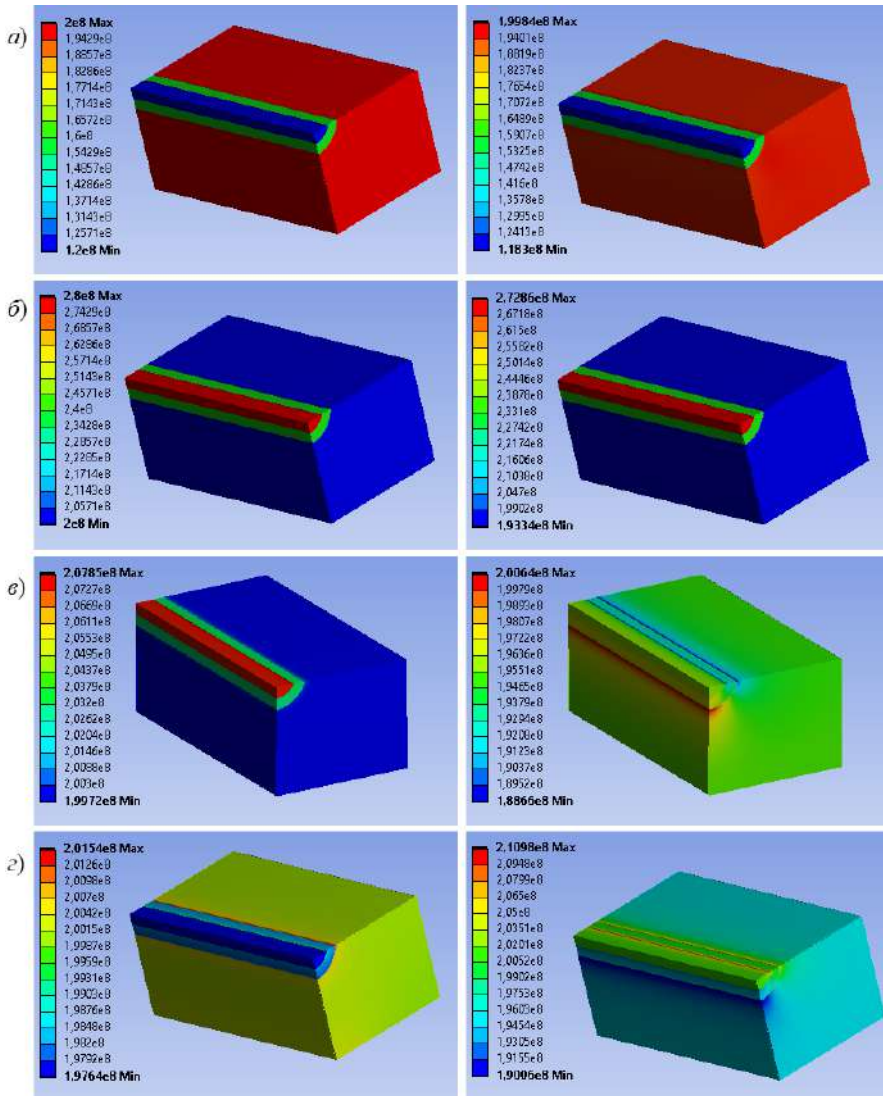 а)
2e8 Max
1,9429e8
1,8857e8
1,8286e8
1,7714e8
1,7143e8
1,6572e8
1,6e8
1,5429e8
1,4857e8
1,4286e8
1,3714e8
1,3143e8
1,2571e8
1,2e8 Min
1,9984e8 Max
1,9401e8
1,8819e8
1,8237e8
1,7654e8
1,7072e8
1,6489e8
1,5907e8
1,5325e8
1,4742e8
1,416e8
1,3578e8
1,2995e8
1,2413e8
1,183e8 Min
б)
2,8e8 Max
2,7429e8
2,6857e8
2,6286e8
2,5714e8
2,5143e8
2,4571e8
2,4e8
2,3428e8
2,2857e8
2,2285e8
2,1714e8
2,1143e8
2,0571e8
2e8 Min
2,7286e8 Max
2,6718e8
2,615e8
2,5582e8
2,5014e8
2,4446e8
2,3878e8
2,331e8
2,2742e8
2,2174e8
2,1606e8
2,1038e8
2,047e8
1,9902e8
1,9334e8 Min
в)
2,0785e8 Max
2,0727e8
2,0669e8
2,0611e8
2,0553e8
2,0495e8
2,0437e8
2,0379e8
2,032e8
2,0262e8
2,0204e8
2,0146e8
2,0088e8
2,003e8
1,9972e8 Min
2,0064e8 Max
1,9979e8
1,9893e8
1,9807e8
1,9722e8
1,9636e8
1,9551e8
1,9465e8
1,9379e8
1,9294e8
1,9208e8
1,9123e8
1,9037e8
1,8952e8
1,8866e8 Min
г)
2,0154e8 Max
2,0126e8
2,0098e8
2,007e8
2,0042e8
2,0015e8
1,9987e8
1,9959e8
1,9931e8
1,9903e8
1,9876e8
1,9848e8
1,982e8
1,9792e8
1,9764e8 Min
2,1098e8 Max
2,0948e8
2,0799e8
2,065e8
2,05e8
2,0351e8
2,0201e8
2,0052e8
1,9902e8
1,9753e8
1,9603e8
1,9454e8
1,9305e8
1,9155e8
1,9006e8 Min